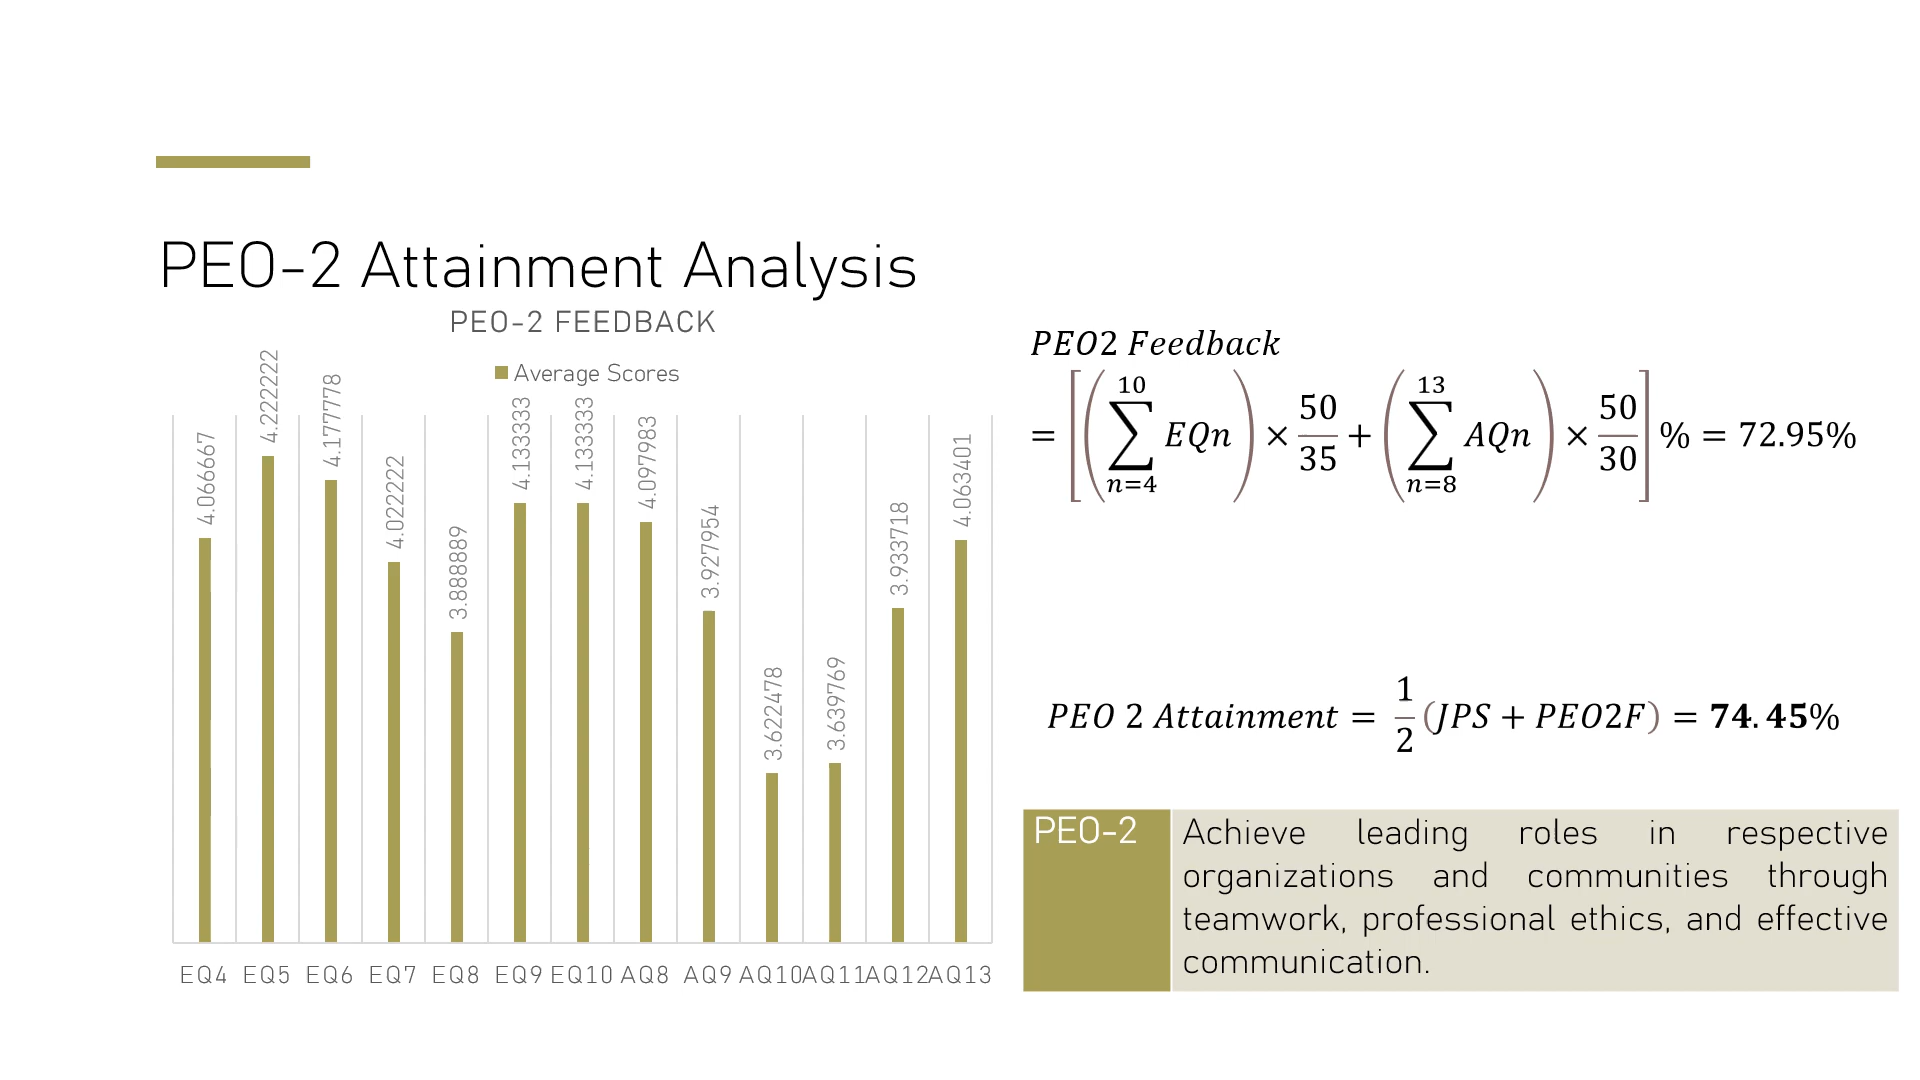 PEO-2 Attainment Analysis
PEO-2 FEEDBACK
Average Scores
4.066667
4.222222
4.177778
4.022222
3.888889
4.133333
4.133333
4.097983
3.927954
3.622478
3.639769
3.933718
4.063401
EQ4 EQ5 EQ6 EQ7 EQ8 EQ9 EQ10 AQ8 AQ9 AQ10 AQ11 AQ12 AQ13
PEO2 Feedback
= [(∑_{n=4}^{10} EQn) × 50/35 + (∑_{n=8}^{13} AQn) × 50/30] % = 72.95%
PEO 2 Attainment = 1/2 (JPS + PEO2F) = 74.45%
PEO-2
Achieve leading roles in respective
organizations and communities through
teamwork, professional ethics, and effective
communication.